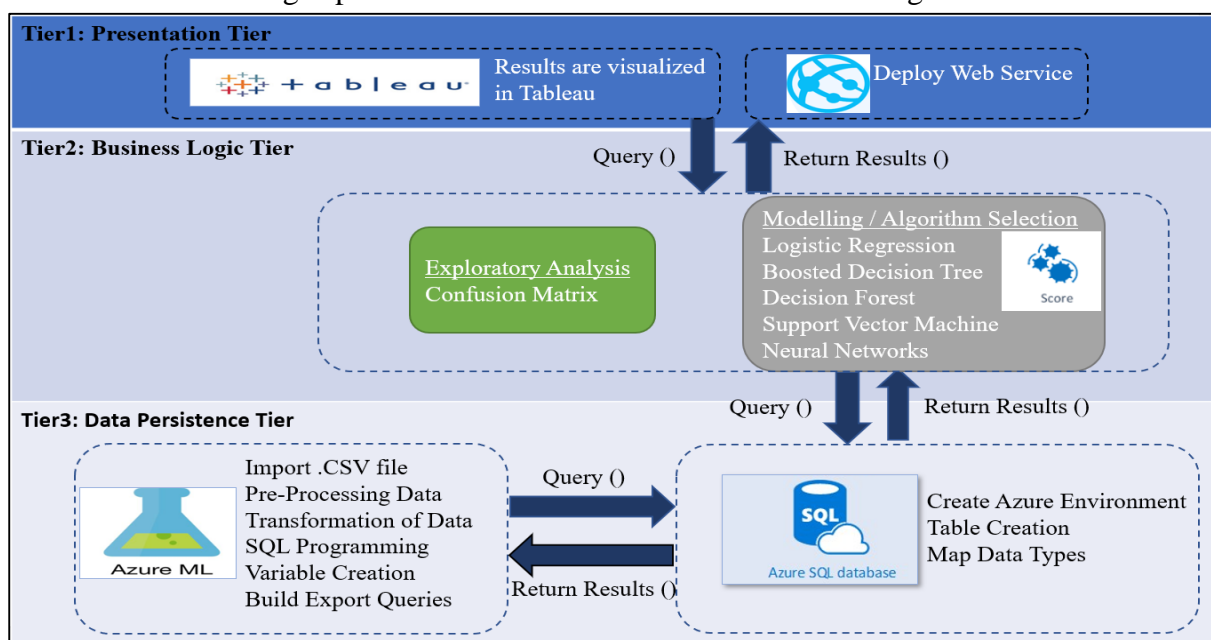 Tier1: Presentation Tier
+ a b l e a u
Results are visualized
in Tableau
Deploy Web Service
Tier2: Business Logic Tier
Query ()
Return Results ()
Exploratory Analysis
Confusion Matrix
Modelling / Algorithm Selection
Logistic Regression
Boosted Decision Tree
Decision Forest
Support Vector Machine
Neural Networks
Score
Query ()
Return Results ()
Tier3: Data Persistence Tier
Azure ML
Import .CSV file
Pre-Processing Data
Transformation of Data
SQL Programming
Variable Creation
Build Export Queries
Query ()
Return Results ()
SQL
Azure SQL database
Create Azure Environment
Table Creation
Map Data Types